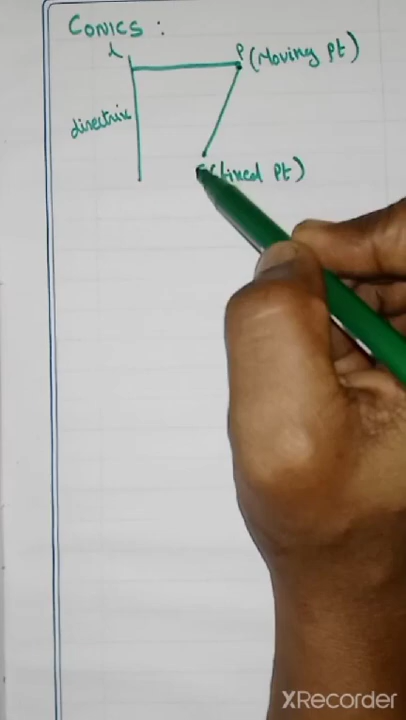 CONICS :
l
P (Moving Pt)
directrix
(fixed Pt)
XRecorder